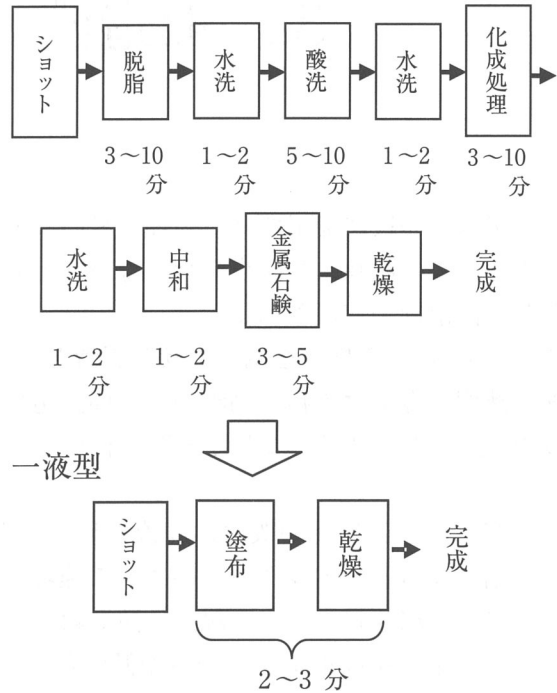 ショット
脱脂
水洗
酸洗
水洗
化成処理
3～10分
1～2分
5～10分
1～2分
3～10分
水洗
中和
金属石鹸
乾燥
完成
1～2分
1～2分
3～5分
一液型
ショット
塗布
乾燥
完成
2～3 分